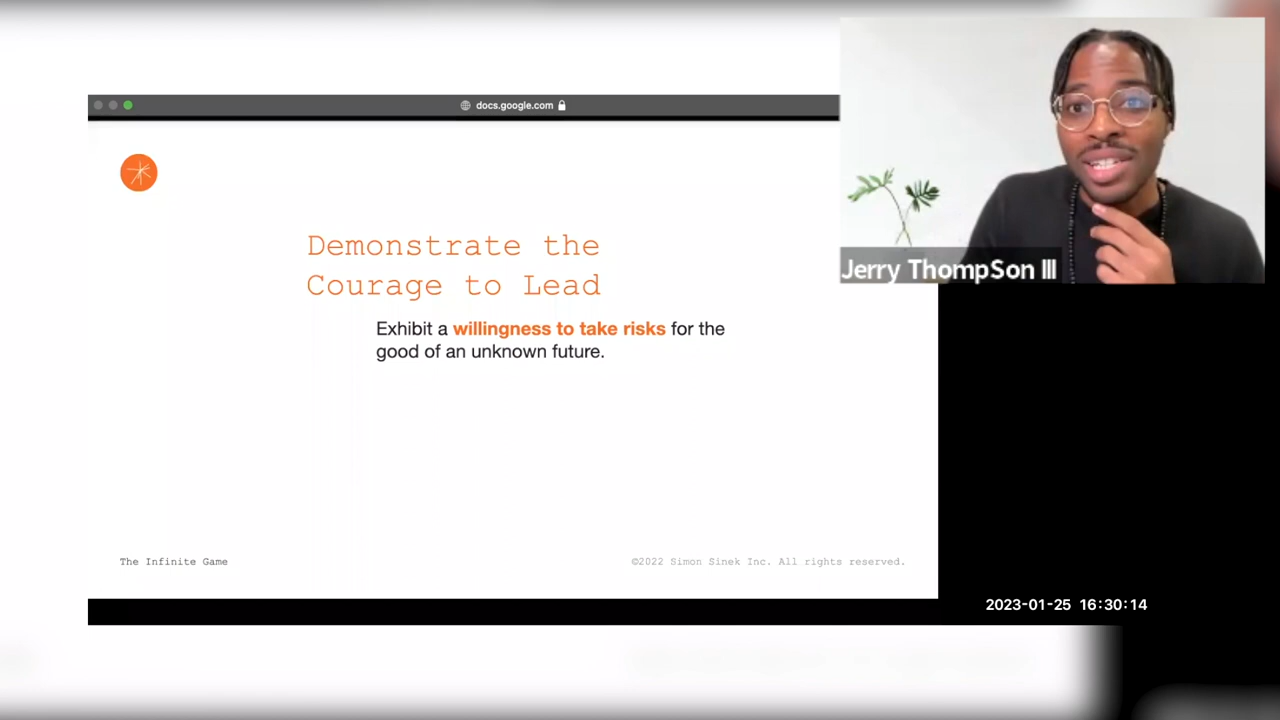 docs.google.com
Demonstrate the
Courage to Lead
Exhibit a willingness to take risks for the
good of an unknown future.
The Infinite Game
©2022 Simon Sinek Inc. All rights reserved.
Jerry ThompSon III
2023-01-25 16:30:14